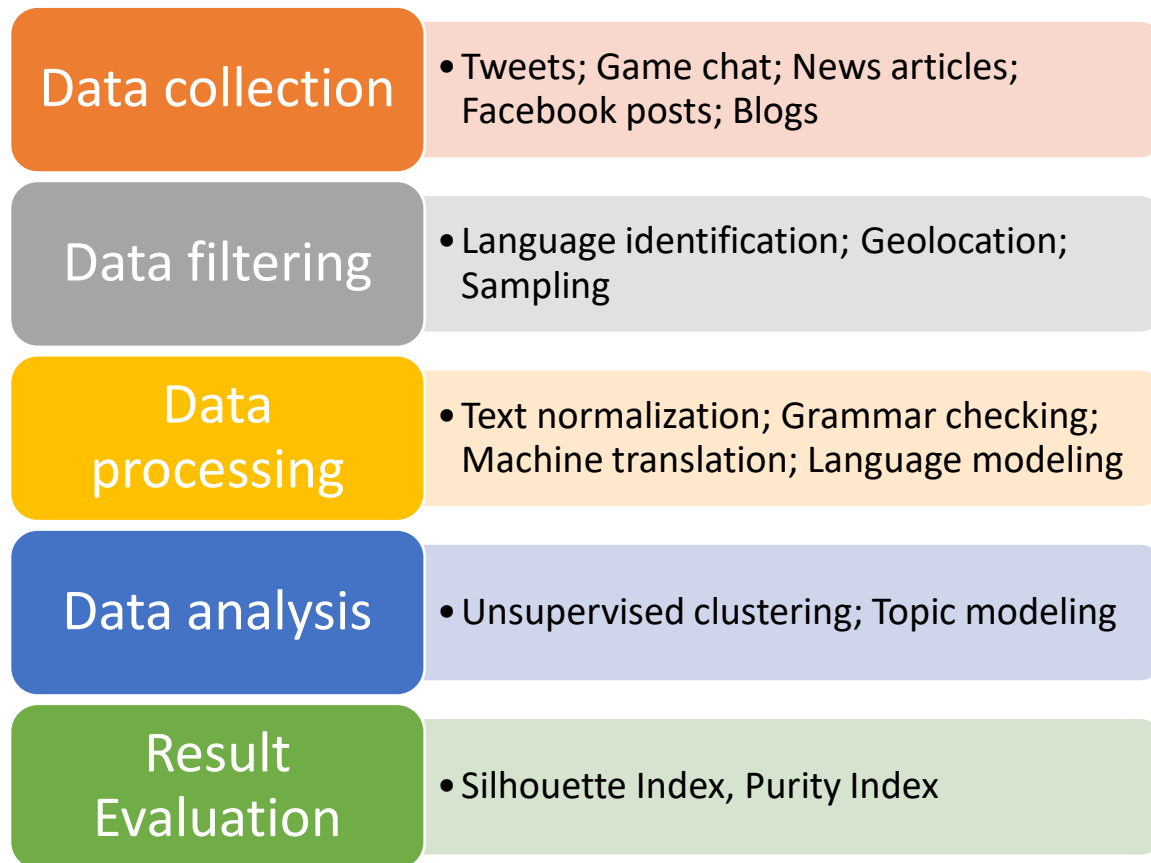 Data collection
• Tweets; Game chat; News articles;
Facebook posts; Blogs
Data filtering
• Language identification; Geolocation;
Sampling
Data
processing
• Text normalization; Grammar checking;
Machine translation; Language modeling
Data analysis
• Unsupervised clustering; Topic modeling
Result
Evaluation
• Silhouette Index, Purity Index